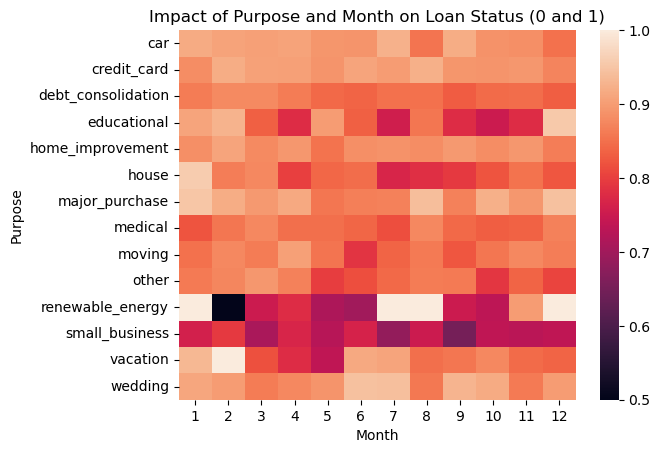 Impact of Purpose and Month on Loan Status (0 and 1)
Purpose
car
credit_card
debt_consolidation
educational
home_improvement
house
major_purchase
medical
moving
other
renewable_energy
small_business
vacation
wedding
1 2 3 4 5 6 7 8 9 10 11 12
Month
1.0
0.9
0.8
0.7
0.6
0.5